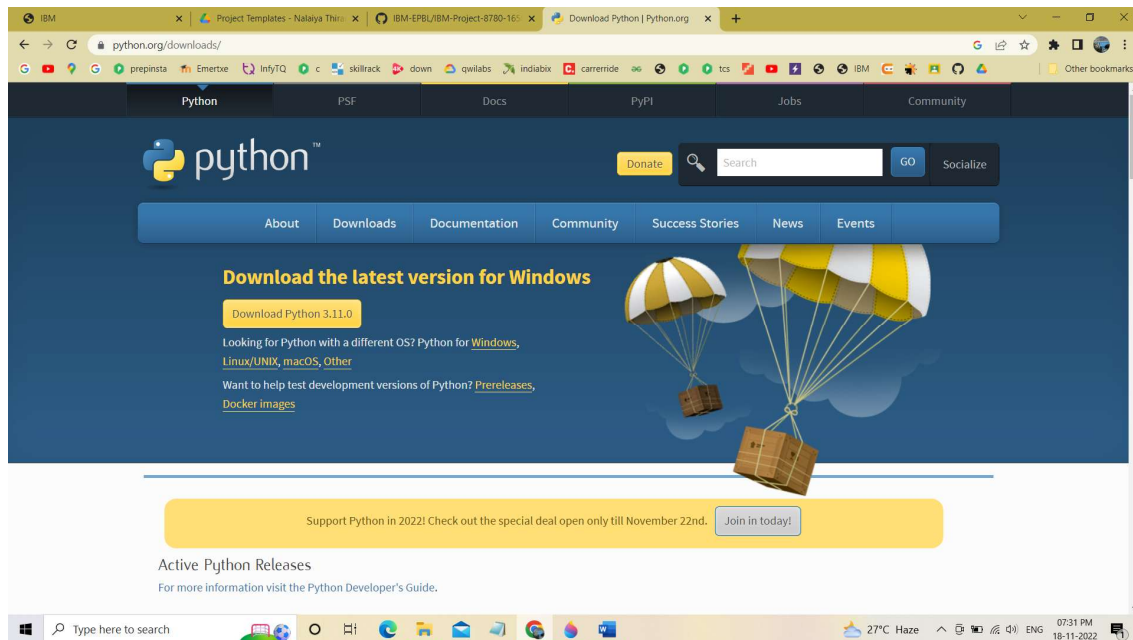 IBM
Project Templates - Nalaiya Thira
IBM-EPBL/IBM-Project-8780-165
Download Python | Python.org
python.org/downloads/
prepinsta Emertxe InfyTQ c skillrack down qwilabs indiabix carrerride tcs IBM Other bookmarks
Python PSF Docs PyPI Jobs Community
python™
Donate Search GO Socialize
About Downloads Documentation Community Success Stories News Events
Download the latest version for Windows
Download Python 3.11.0
Looking for Python with a different OS? Python for Windows,
Linux/UNIX, macOS, Other
Want to help test development versions of Python? Prereleases,
Docker images
Support Python in 2022! Check out the special deal open only till November 22nd. Join in today!
Active Python Releases
For more information visit the Python Developer's Guide.
Type here to search
27°C Haze
ENG
07:31 PM
18-11-2022